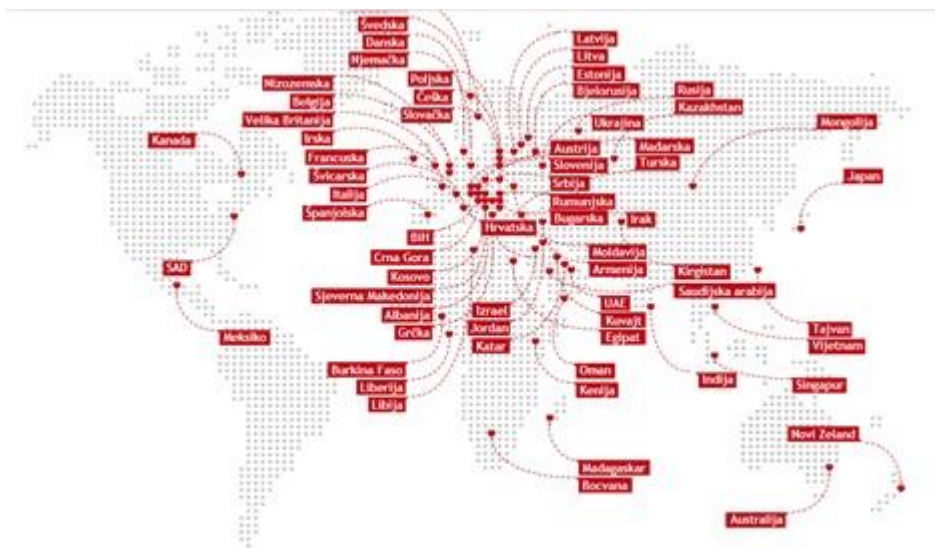 Švedska
Danska
Njemačka
Nizozemska
Belgija
Velika Britanija
Irska
Francuska
Švicarska
Italija
Španjolska
Poljska
Češka
Slovačka
Latvija
Litva
Estonija
Bjelorusija
Rusija
Kazakhstan
Ukrajina
Austrija
Mađarska
Slovenija
Turska
Srbija
Rumunjska
Bugarska
Irak
Hrvatska
Mongolija
Japan
Kanada
SAD
Meksiko
BiH
Crna Gora
Kosovo
Sjeverna Makedonija
Albanija
Grčka
Moldavija
Armenija
Kirgistan
Saudijska arabija
Izrael
Jordan
Katar
UAE
Kuvajt
Egipat
Tajvan
Vijetnam
Burkina Faso
Liberija
Libija
Oman
Kenija
Indija
Singapur
Novi Zeland
Madagaskar
Bocvana
Australija